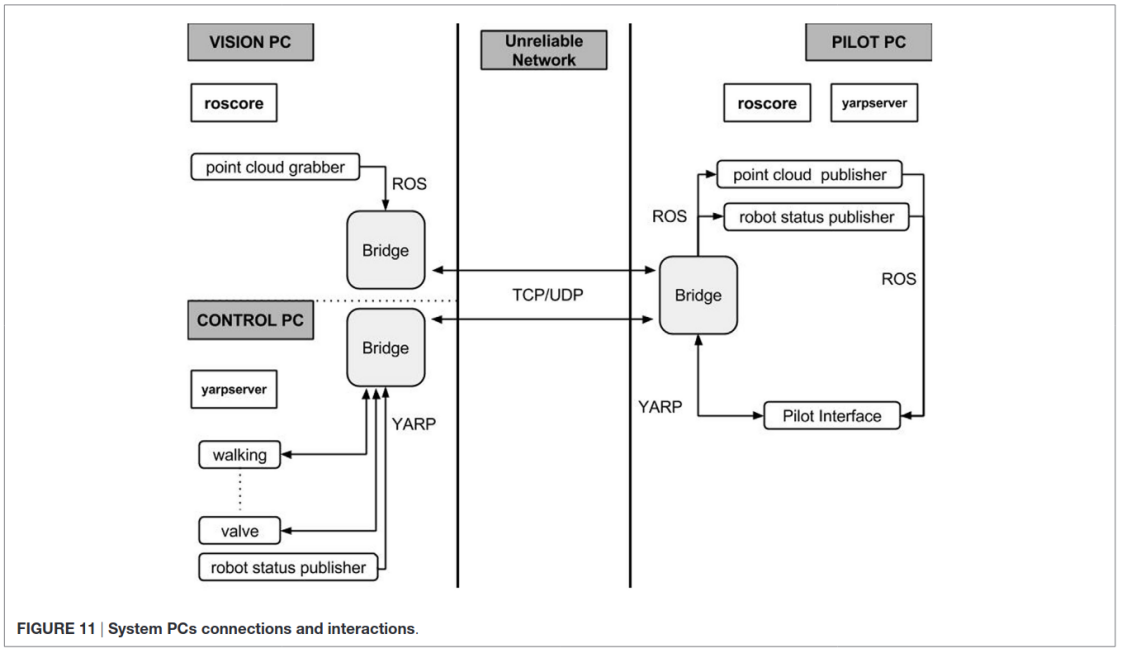 VISION PC
roscore
point cloud grabber
ROS
Bridge
CONTROL PC
Bridge
yarpserver
YARP
walking
valve
robot status publisher
Unreliable
Network
TCP/UDP
PILOT PC
roscore
yarpserver
point cloud publisher
ROS
robot status publisher
ROS
Bridge
YARP
Pilot Interface
FIGURE 11 | System PCs connections and interactions.